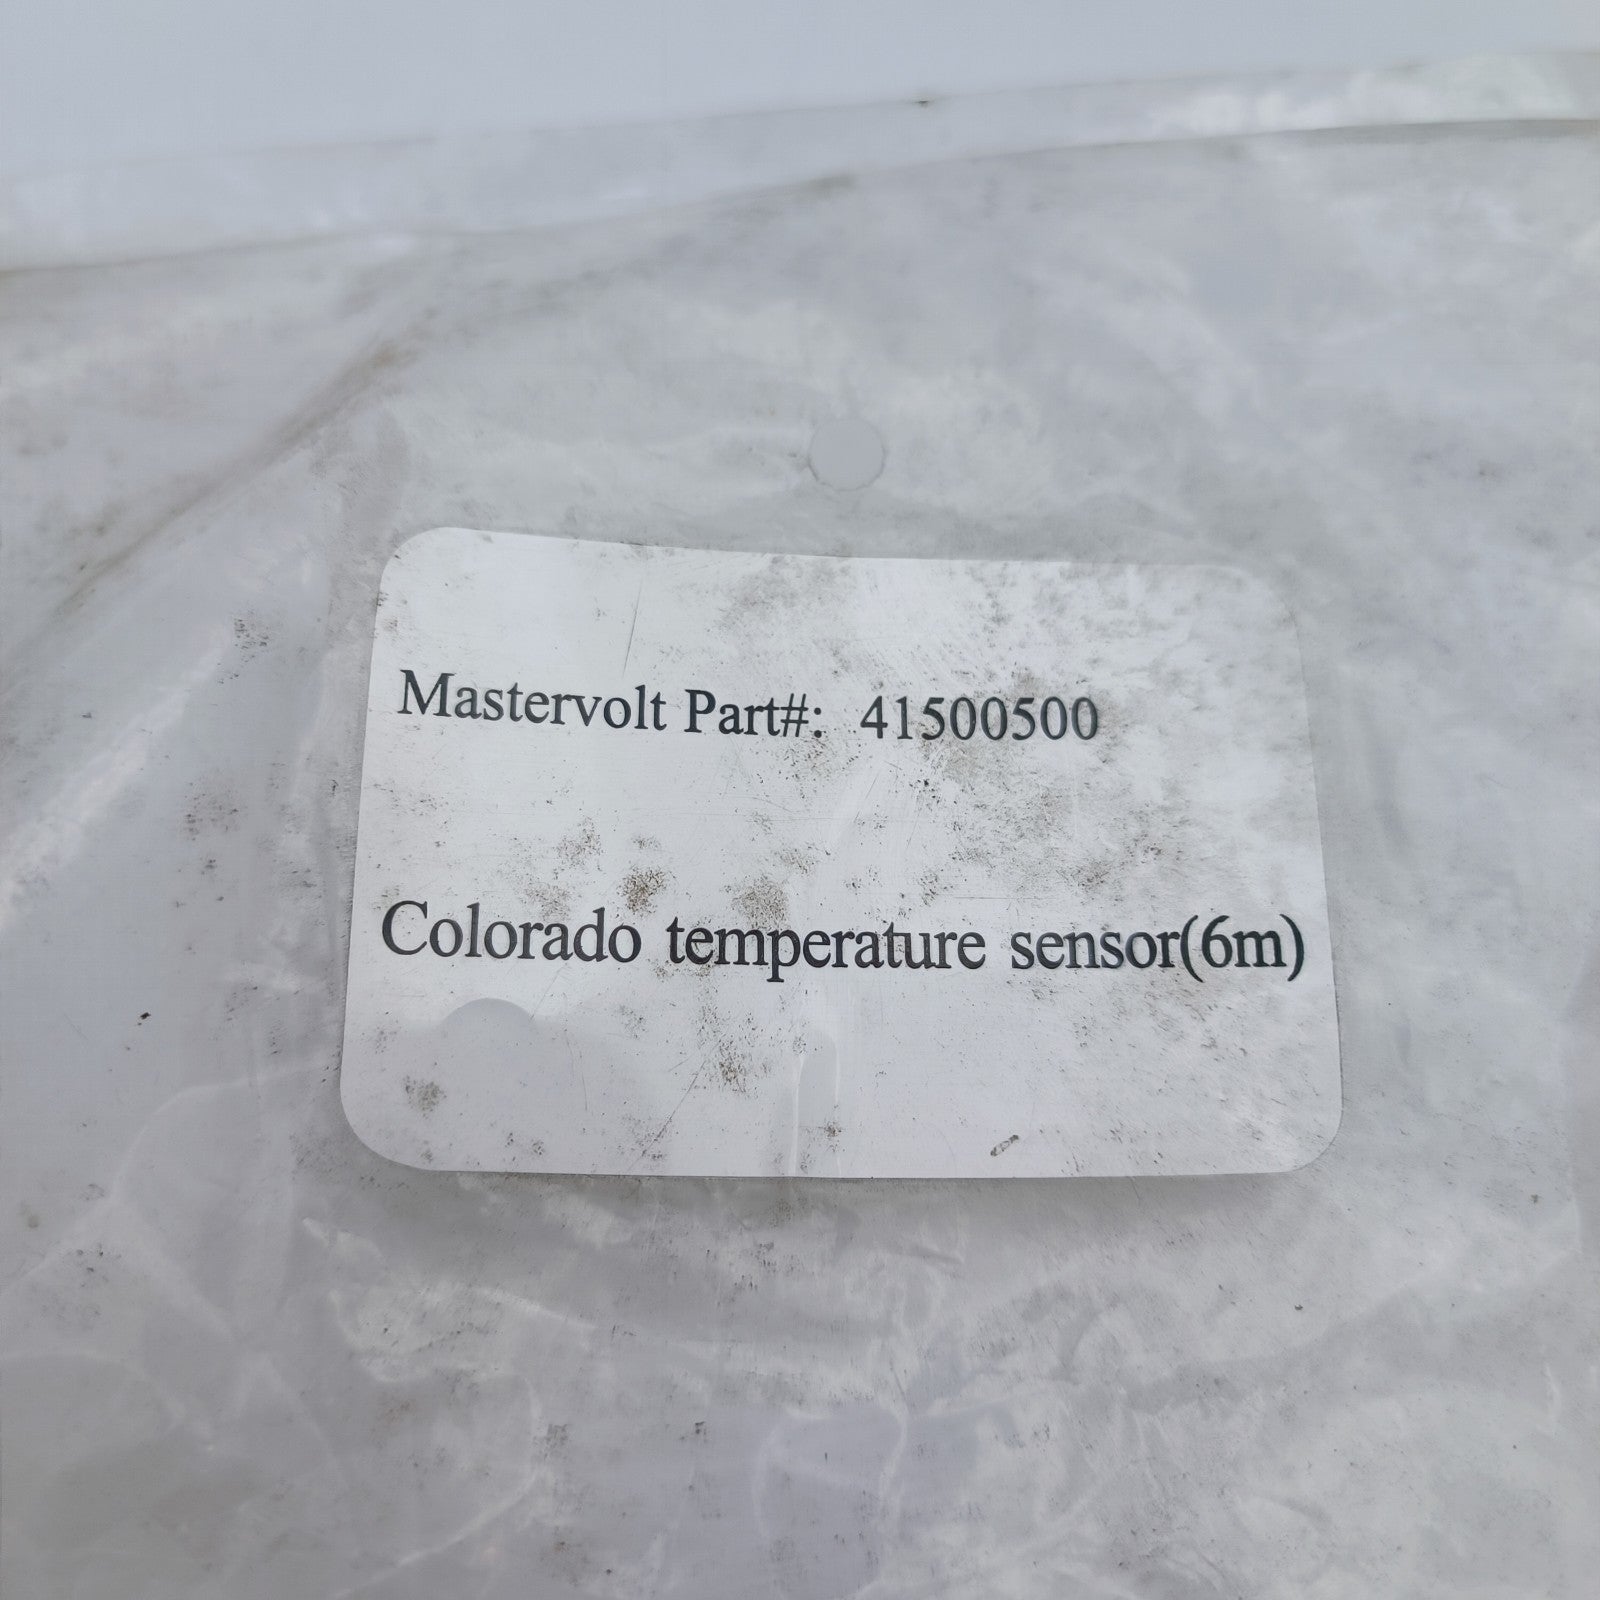 Mastervolt Part#: 41500500
Colorado temperature sensor(6m)